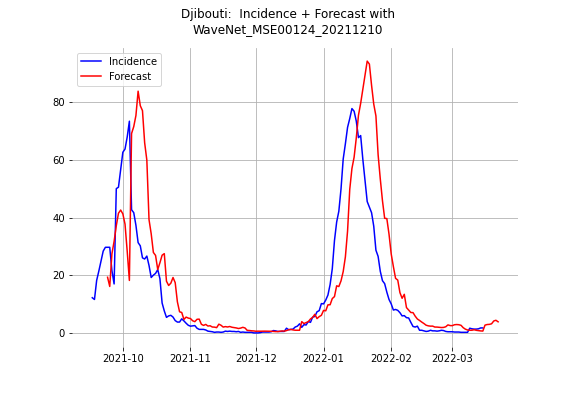 Djibouti:  Incidence + Forecast with
WaveNet_MSE00124_20211210
Incidence
Forecast
80
60
40
20
0
2021-10
2021-11
2021-12
2022-01
2022-02
2022-03